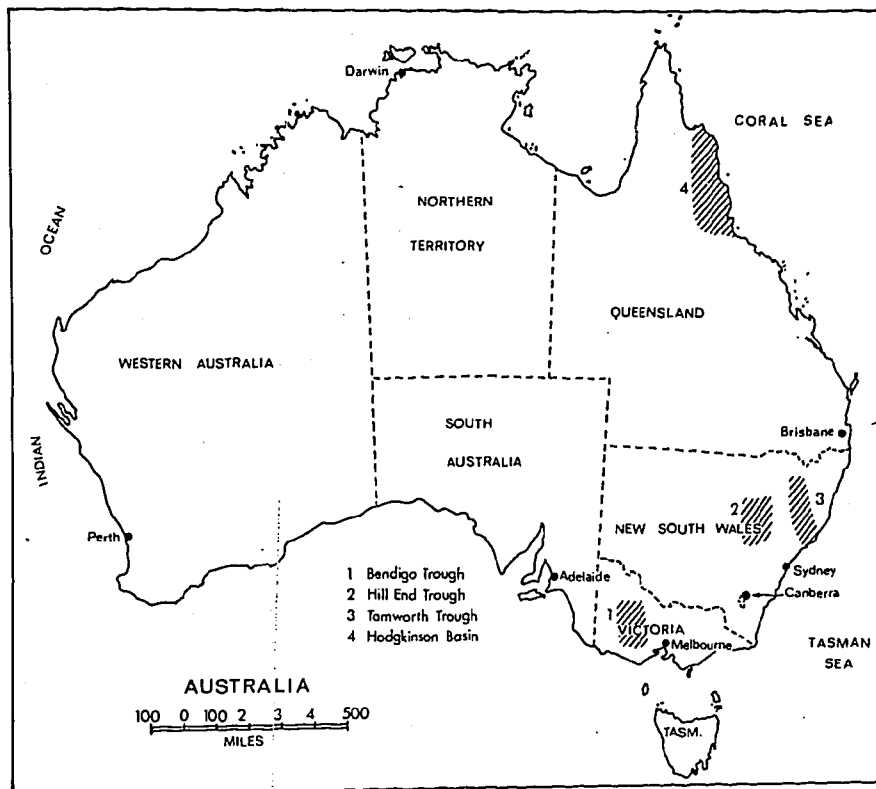 Darwin
CORAL SEA
4
OCEAN
NORTHERN
TERRITORY
QUEENSLAND
WESTERN AUSTRALIA
SOUTH
AUSTRALIA
Brisbane
INDIAN
2
3
NEW SOUTH WALES
Perth
1 Bendigo Trough
2 Hill End Trough
3 Tamworth Trough
4 Hodgkinson Basin
Adelaide
Sydney
Canberra
1
VICTORIA
Melbourne
TASMAN
SEA
AUSTRALIA
100 0 100 2 3 4 500
MILES
TASM.